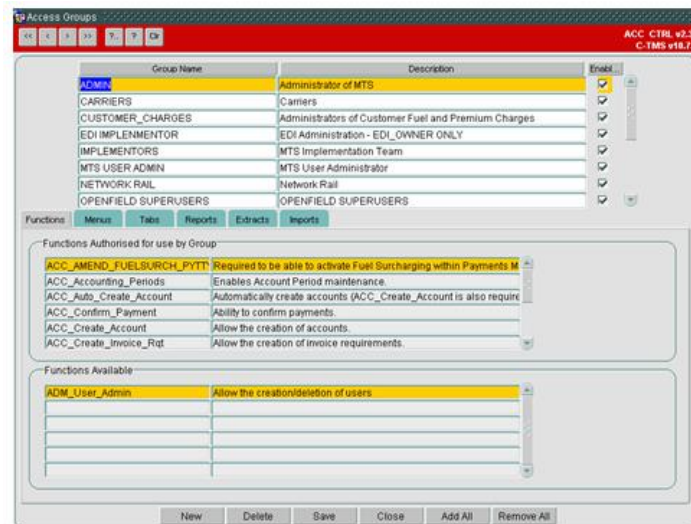 Access Groups
<< < > >> ?.. ? Clr
ACC CTRL v2.
C-TMS v10.7
Group Name Description Enabl...
ADMIN Administrator of MTS
CARRIERS Carriers
CUSTOMER_CHARGES Administrators of Customer Fuel and Premium Charges
EDI IMPLENMENTOR EDI Administration - EDI_OWNER ONLY
IMPLEMENTORS MTS Implementation Team
MTS USER ADMIN MTS User Administrator
NETWORK RAIL Network Rail
OPENFIELD SUPERUSERS OPENFIELD SUPERUSERS
Functions Menus Tabs Reports Extracts Imports
Functions Authorised for use by Group
ACC_AMEND_FUELSURCH_PYTT Required to be able to activate Fuel Surcharging within Payments M
ACC_Accounting_Periods Enables Account Period maintenance.
ACC_Auto_Create_Account Automatically create accounts (ACC_Create_Account is also require
ACC_Confirm_Payment Ability to confirm payments.
ACC_Create_Account Allow the creation of accounts.
ACC_Create_Invoice_Rqt Allow the creation of invoice requirements.
Functions Available
ADM_User_Admin Allow the creation/deletion of users
New Delete Save Close Add All Remove All